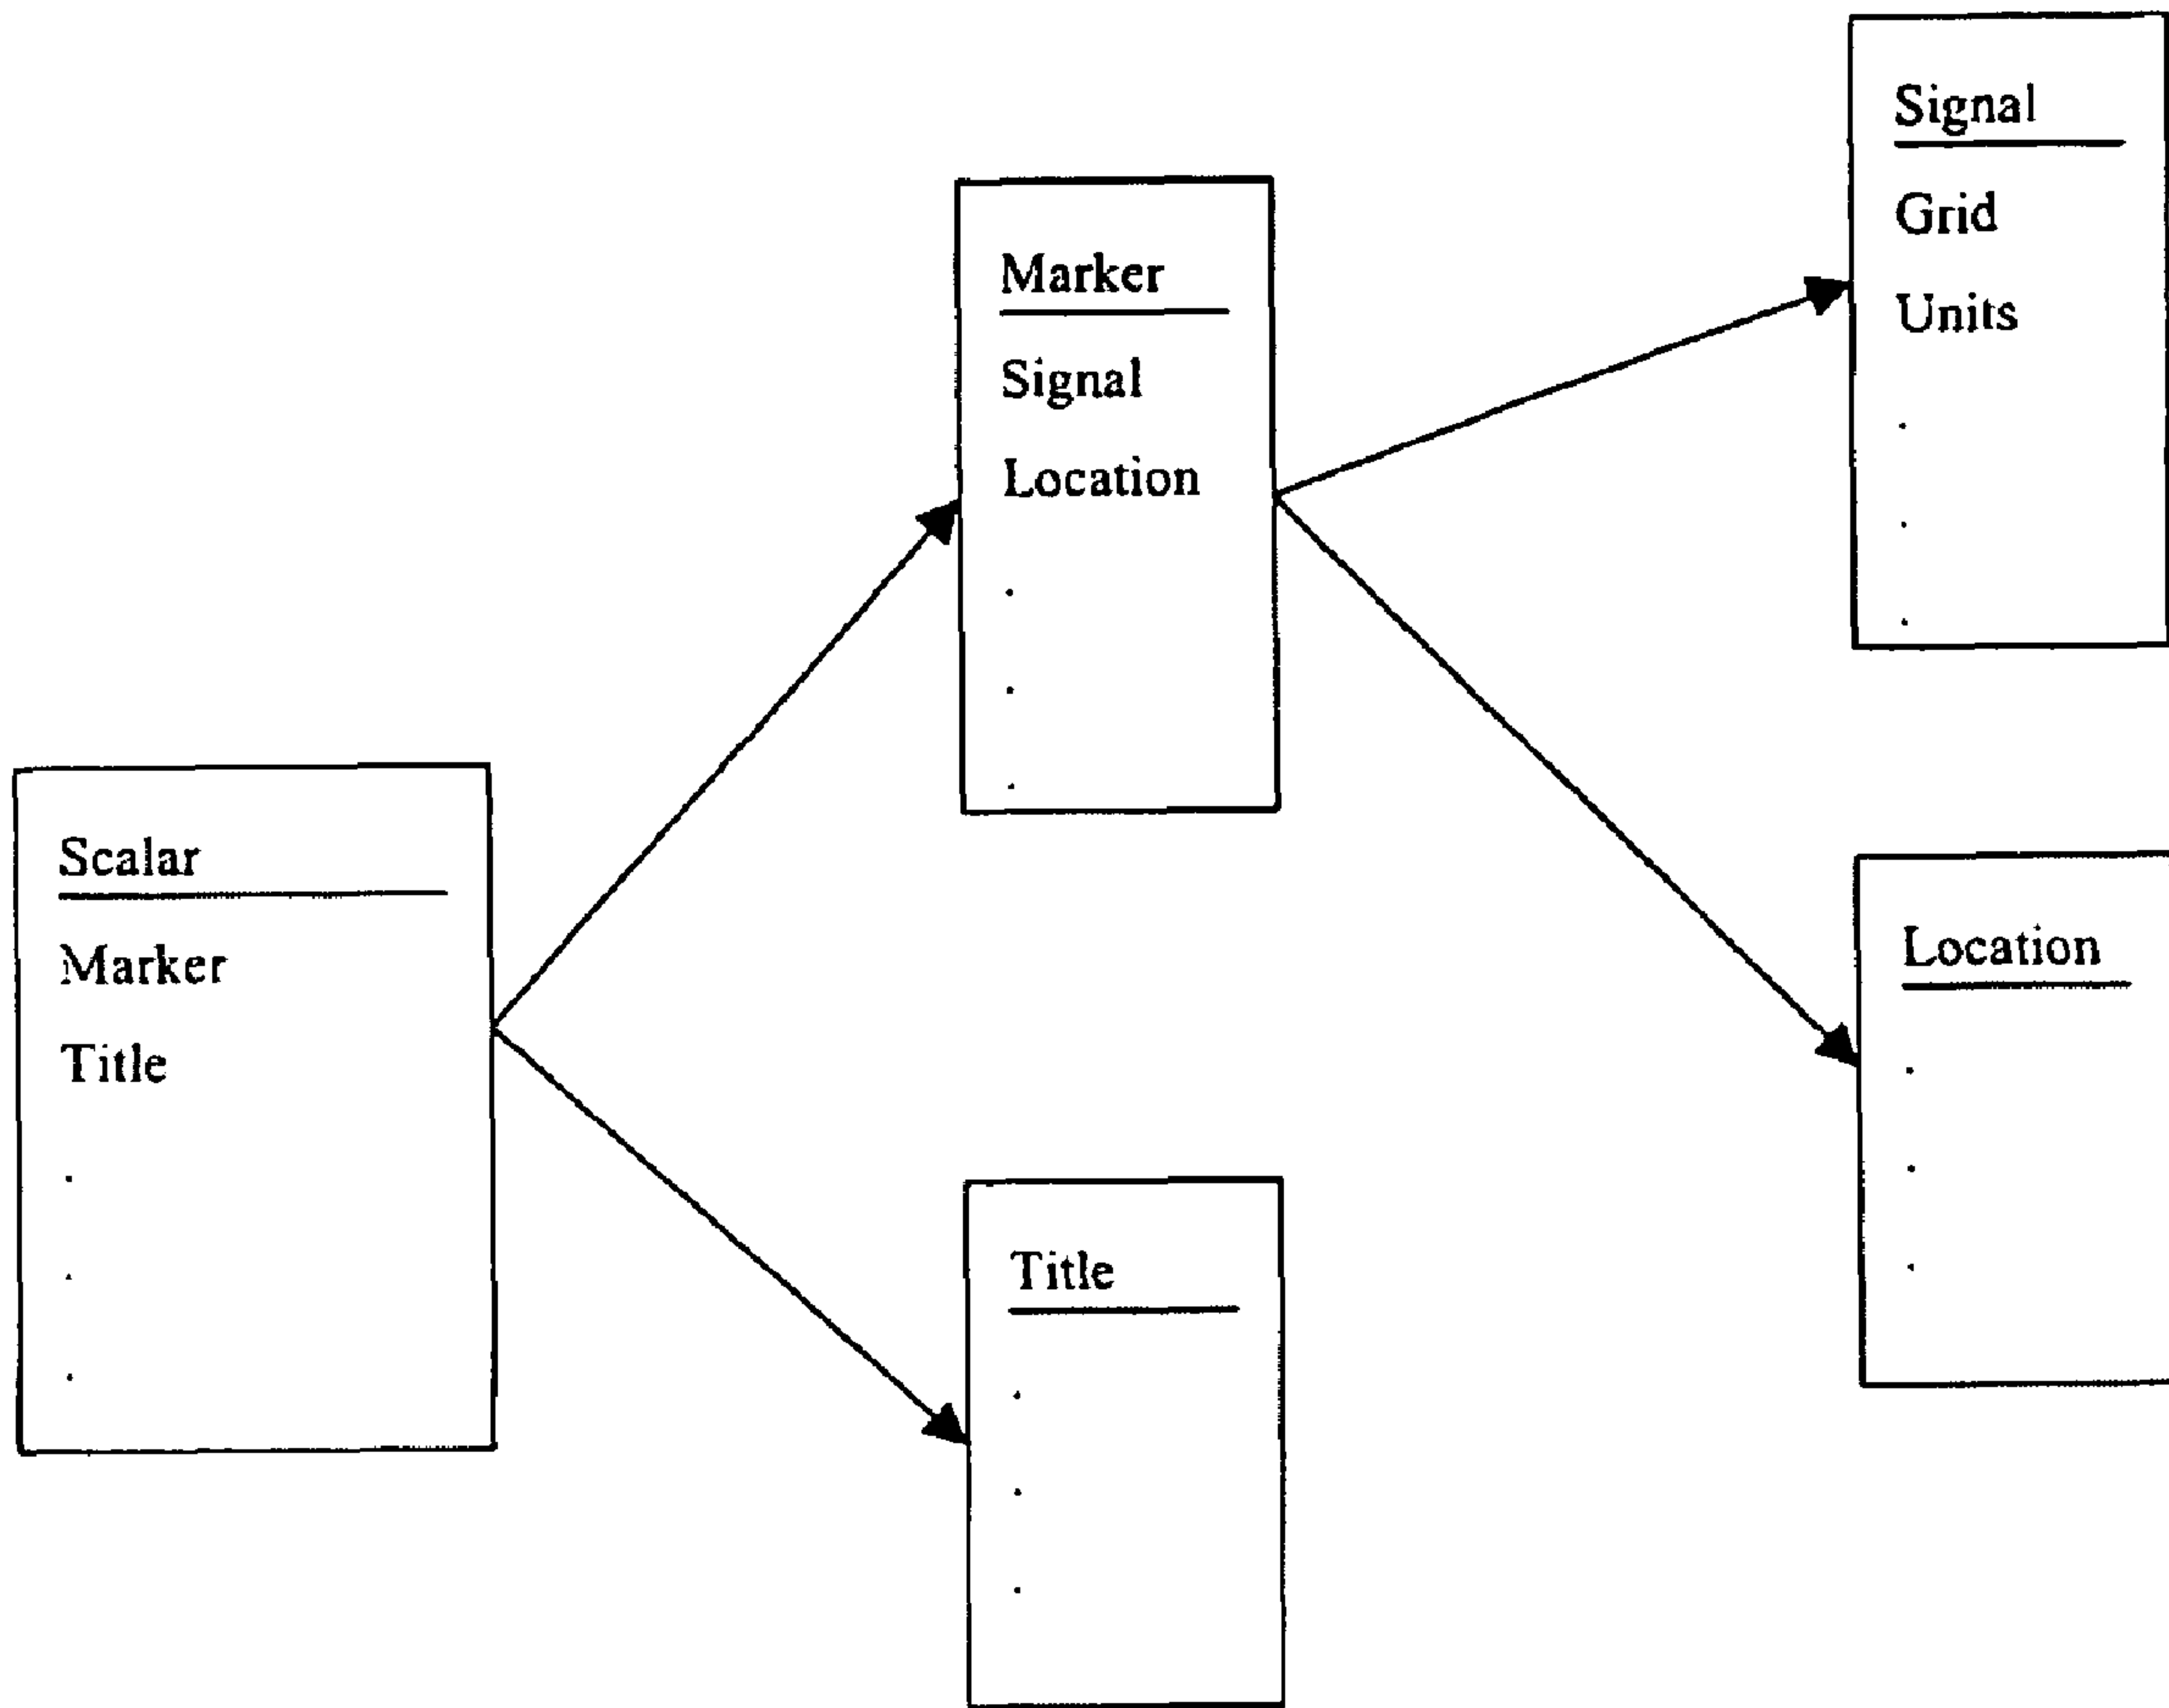 Scalar
Marker
Title
.
.
.
Marker
Signal
Location
.
.
.
Title
.
.
.
Signal
Grid
Units
.
.
.
Location
.
.
.